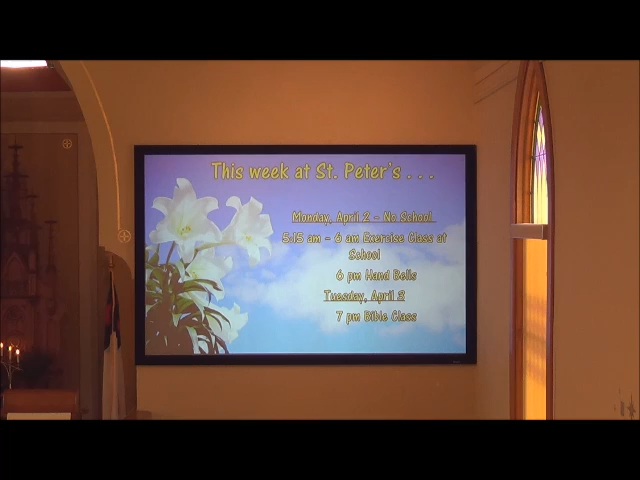 This week at St. Peter's . . .
Monday, April 2 - No School
5:15 am - 6 am Exercise Class at
School
6 pm Hand Bells
Tuesday, April 2
7 pm Bible Class